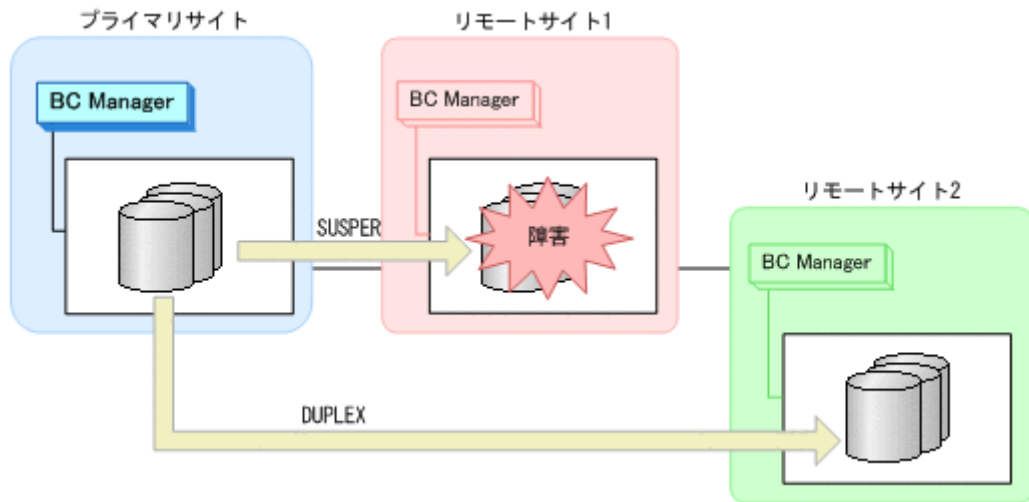 プライマリサイト
リモートサイト1
BC Manager
BC Manager
リモートサイト2
SUSPER
障害
BC Manager
DUPLEX